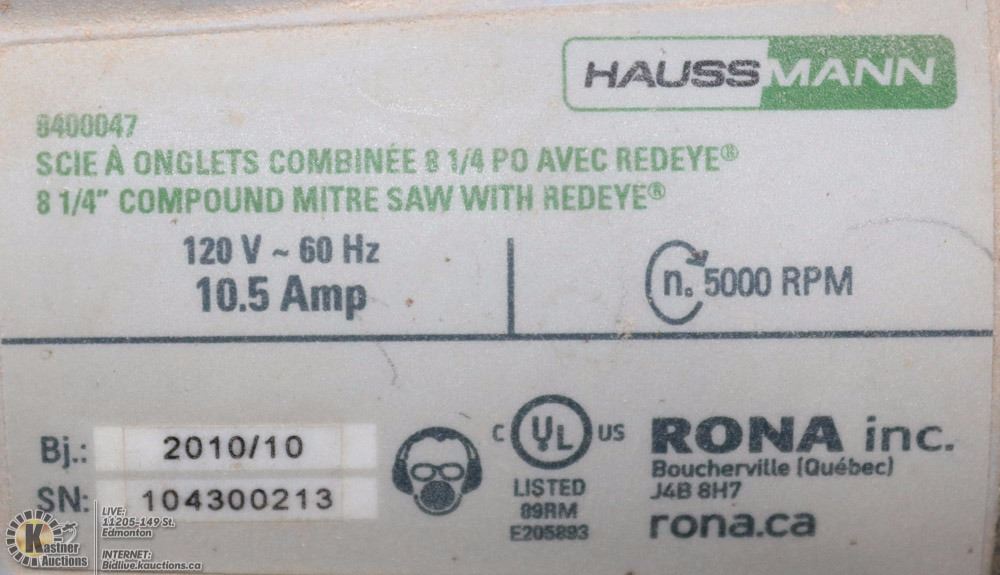 HAUSSMANN
8400047
SCIE À ONGLETS COMBINÉE 8 1/4 PO AVEC REDEYE®
8 1/4" COMPOUND MITRE SAW WITH REDEYE®
120 V ~ 60 Hz
10.5 Amp
n. 5000 RPM
Bj.: 2010/10
SN: 104300213
C UL US
LISTED
89RM
E205893
RONA inc.
Boucherville (Québec)
J4B 8H7
rona.ca
Kastner
Auctions
LIVE:
11205-149 St.
Edmonton
INTERNET:
Bidlive.kauctions.ca